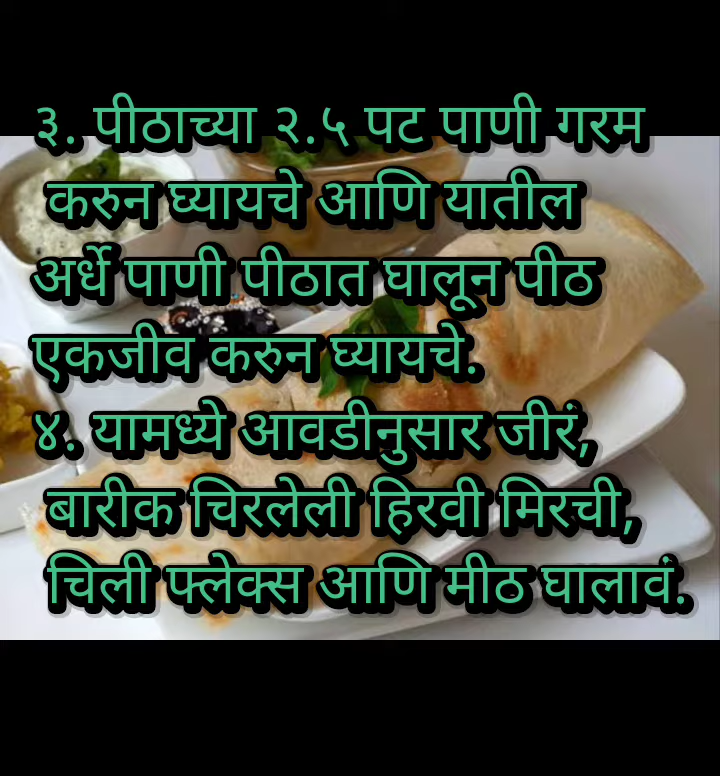 ३. पीठाच्या २.५ पट पाणी गरम
करुन घ्यायचे आणि यातील
अर्धे पाणी पीठात घालून पीठ
एकजीव करुन घ्यायचे.
४. यामध्ये आवडीनुसार जीरं,
बारीक चिरलेली हिरवी मिरची,
चिली फ्लेक्स आणि मीठ घालावं.